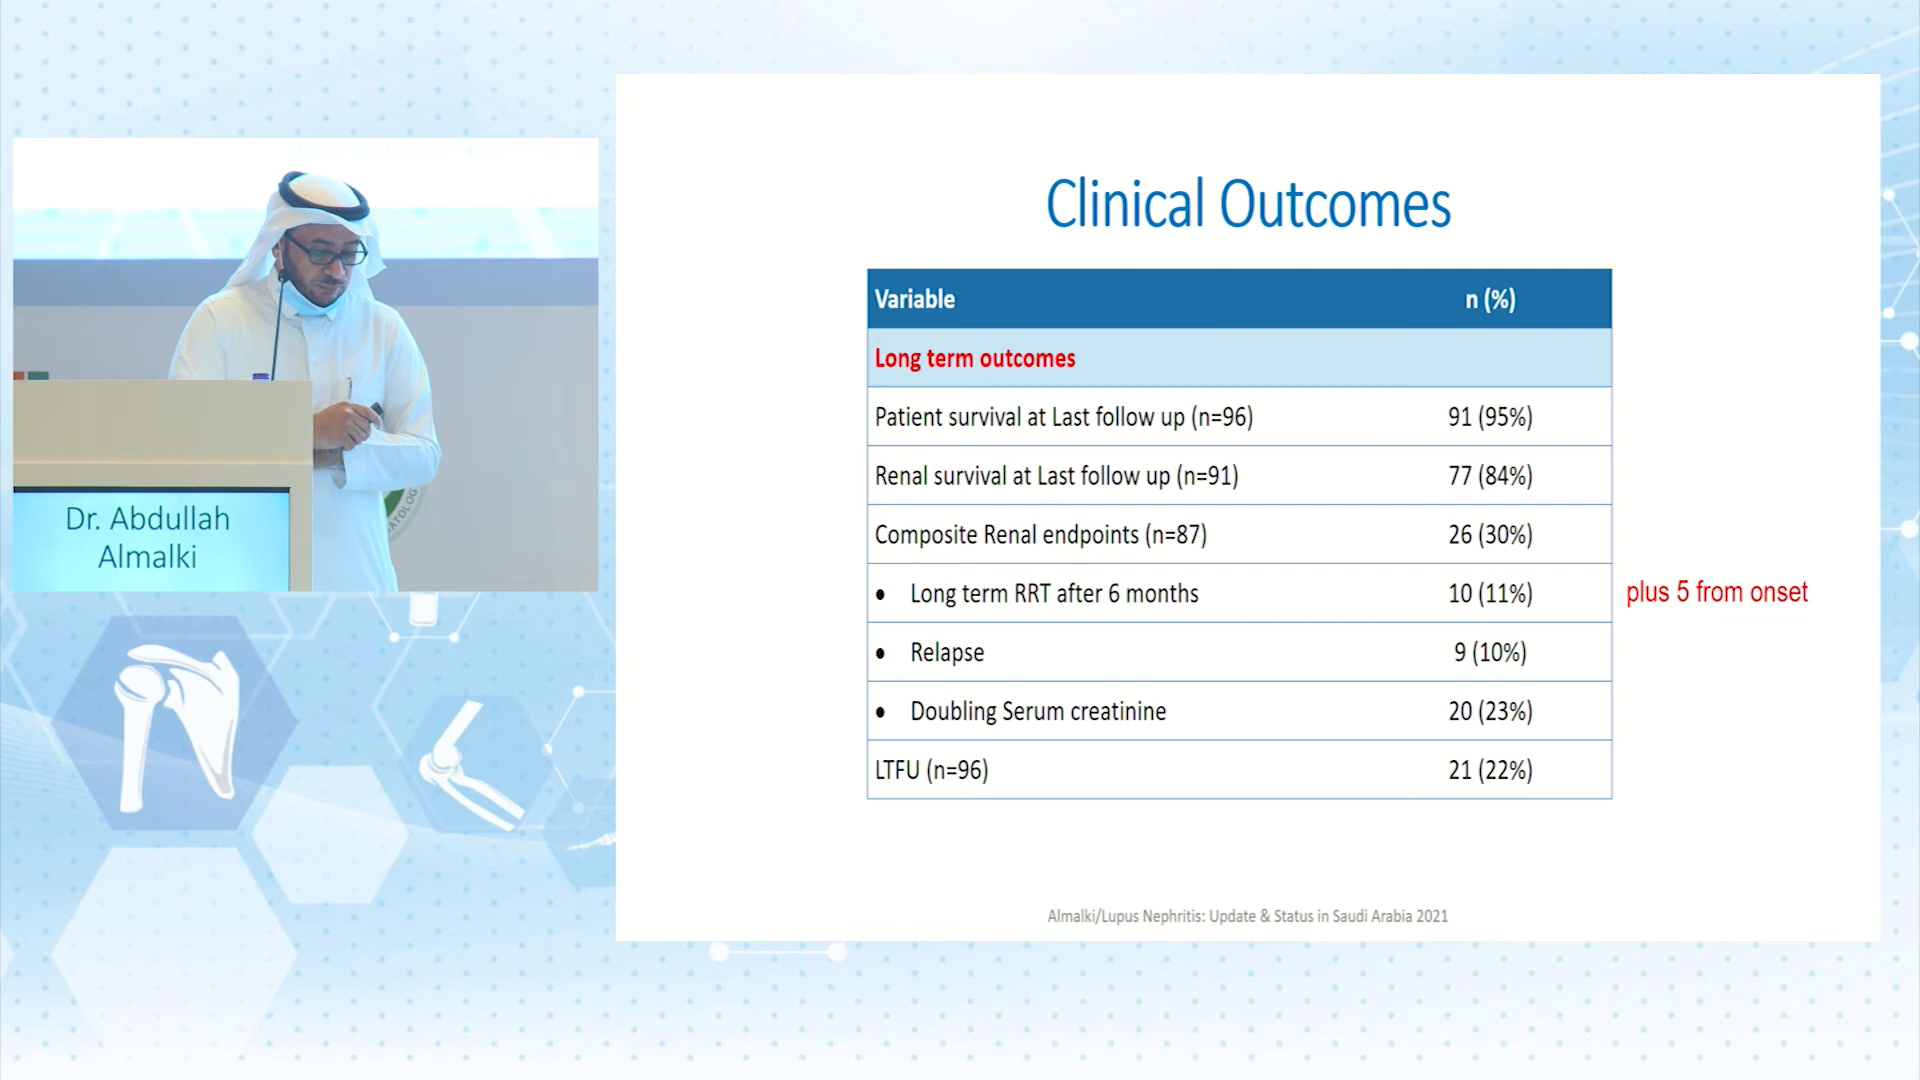 Dr. Abdullah
Almalki
ATOLOG
Clinical Outcomes
Variable n (%)
Long term outcomes
Patient survival at Last follow up (n=96) 91 (95%)
Renal survival at Last follow up (n=91) 77 (84%)
Composite Renal endpoints (n=87) 26 (30%)
• Long term RRT after 6 months 10 (11%) plus 5 from onset
• Relapse 9 (10%)
• Doubling Serum creatinine 20 (23%)
LTFU (n=96) 21 (22%)
Almalki/Lupus Nephritis: Update & Status in Saudi Arabia 2021